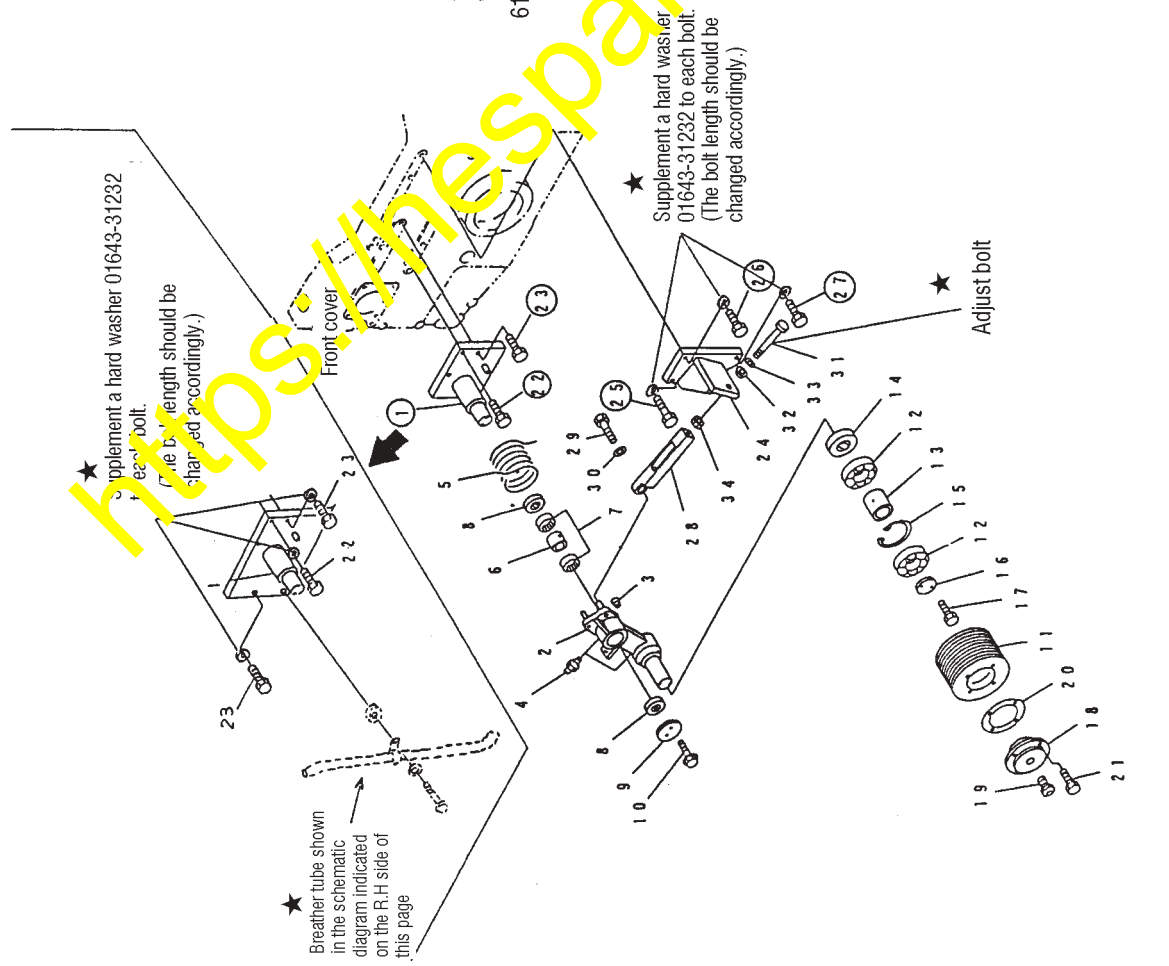 61
Supplement a hard washer
01643-31232 to each bolt.
(The bolt length should be
changed accordingly.)
Supplement a hard washer 01643-31232
to each bolt.
(The bolt length should be
changed accordingly.)
Front cover
https://hespar
Adjust bolt
Breather tube shown
in the schematic
diagram indicated
on the R.H side of
this page
1
22
23
23
1
22
23
25
26
27
29
30
31
33
32
24
34
28
5
8
7
6
3
2
4
8
9
10
14
12
13
15
12
16
17
11
20
18
21
19